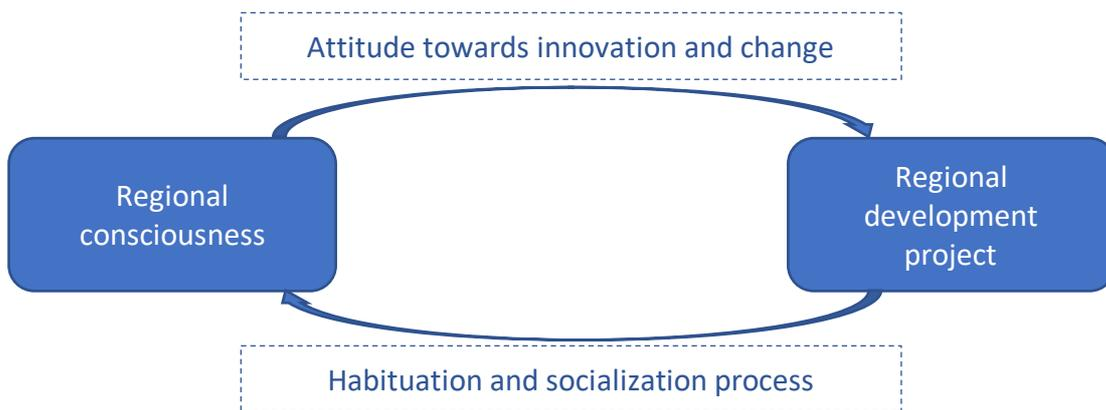 Attitude towards innovation and change
Regional
consciousness
Regional
development
project
Habituation and socialization process